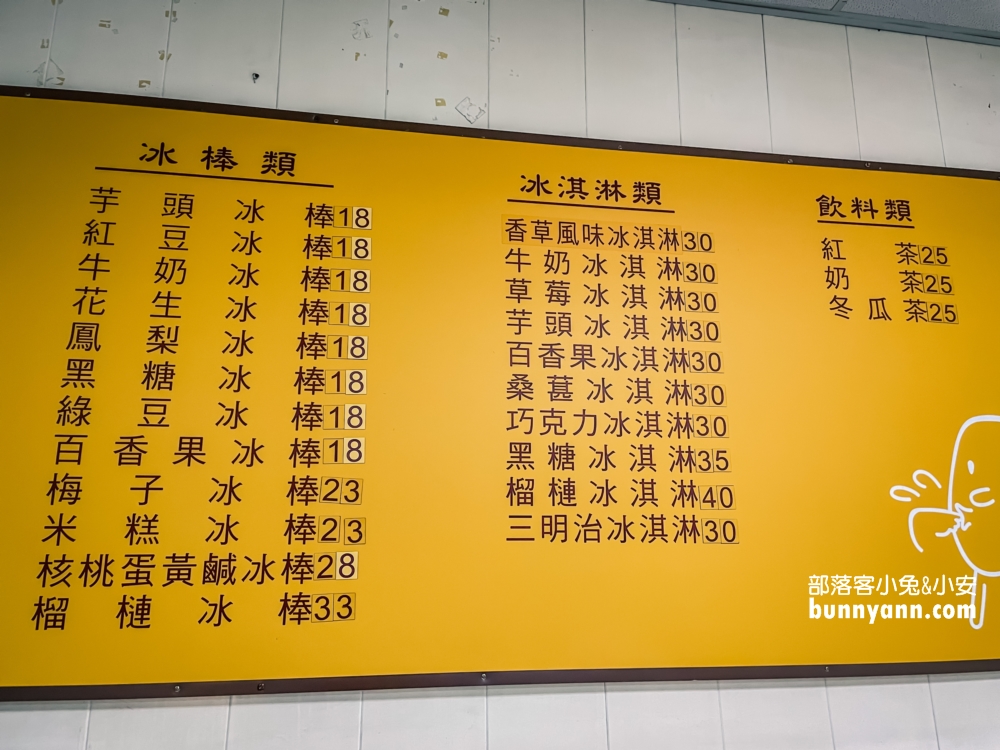 冰棒類
芋頭冰棒18
紅豆冰棒18
牛奶冰棒18
花生冰棒18
鳳梨冰棒18
黑糖冰棒18
綠豆冰棒18
百香果冰棒18
梅子冰棒23
米糕冰棒23
核桃蛋黃鹹冰棒28
榴槤冰棒33
冰淇淋類
香草風味冰淇淋30
牛奶冰淇淋30
草莓冰淇淋30
芋頭冰淇淋30
百香果冰淇淋30
桑葚冰淇淋30
巧克力冰淇淋30
黑糖冰淇淋35
榴槤冰淇淋40
三明治冰淇淋30
飲料類
紅茶25
奶茶25
冬瓜茶25
部落客小兔&小安
bunnyann.com